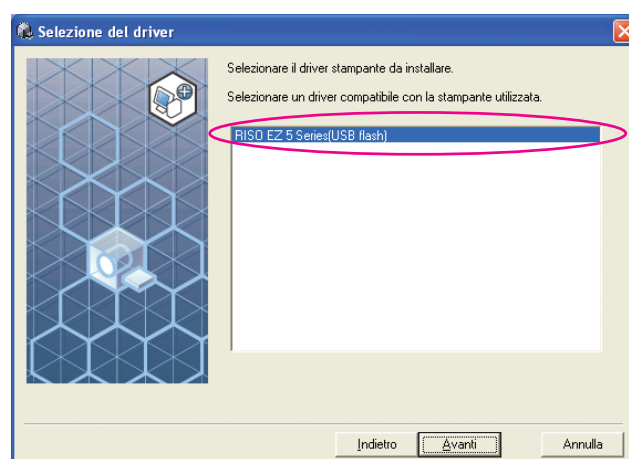 Selezione del driver
Selezionare il driver stampante da installare.
Selezionare un driver compatibile con la stampante utilizzata.
RISO EZ 5 Series(USB flash)
Indietro
Avanti
Annulla